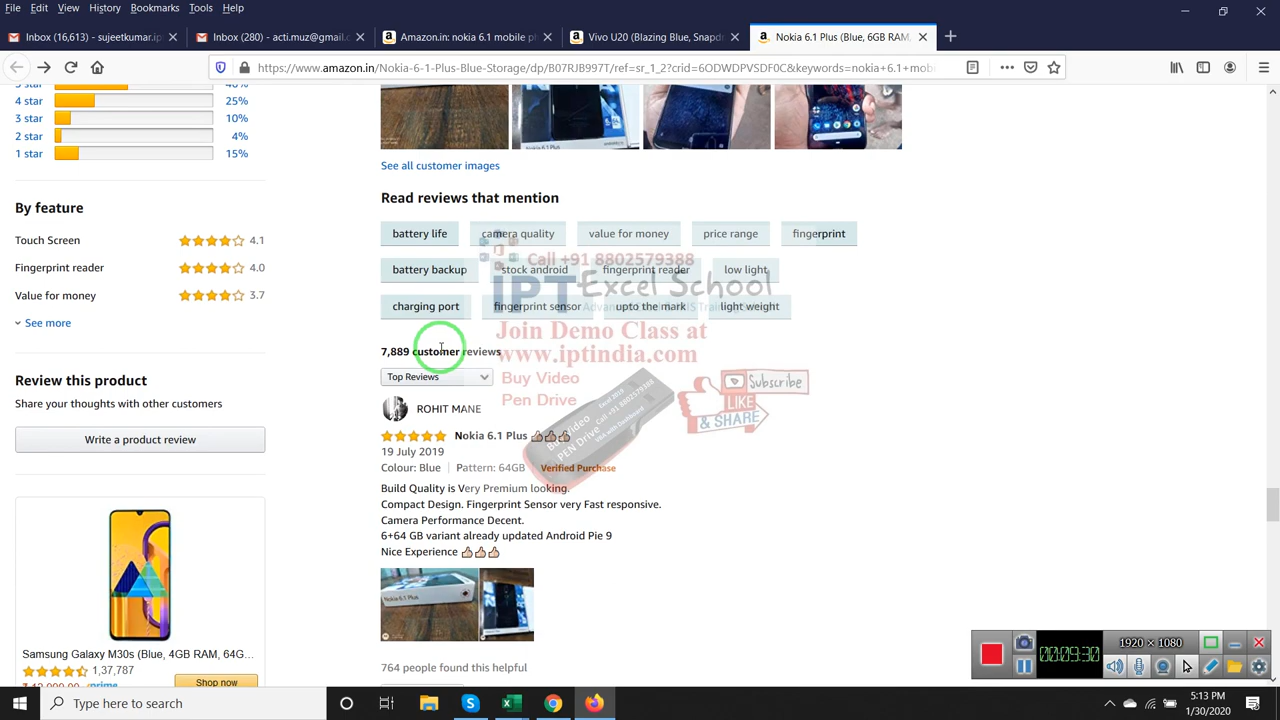 File Edit View History Bookmarks Tools Help
Inbox (16,613) - sujeetkumar.ip
Inbox (280) - acti.muz@gmail.c
Amazon.in: nokia 6.1 mobile ph
Vivo U20 (Blazing Blue, Snapd
Nokia 6.1 Plus (Blue, 6GB RAM,
https://www.amazon.in/Nokia-6-1-Plus-Blue-Storage/dp/B07RJB997T/ref=sr_1_2?crid=6ODWDPVSDF0C&keywords=nokia+6.1+mob
4 star 25%
3 star 10%
2 star 4%
1 star 15%
By feature
Touch Screen 4.1
Fingerprint reader 4.0
Value for money 3.7
See more
Review this product
Share your thoughts with other customers
Write a product review
Samsung Galaxy M30s (Blue, 4GB RAM, 64G...
1,37,787
prime
Shop now
See all customer images
Read reviews that mention
battery life camera quality value for money price range fingerprint
battery backup stock android fingerprint reader low light
charging port fingerprint sensor upto the mark light weight
Call +91 8802579388
iPT Excel School
Join Demo Class at
www.iptindia.com
Buy Video
Pen Drive
Subscribe
LIKE
& SHARE
7,889 customer reviews
Top Reviews
ROHIT MANE
Nokia 6.1 Plus
19 July 2019
Colour: Blue Pattern: 64GB Verified Purchase
Build Quality is Very Premium looking.
Compact Design. Fingerprint Sensor very Fast responsive.
Camera Performance Decent.
6+64 GB variant already updated Android Pie 9
Nice Experience
764 people found this helpful
00:09:30
1920 × 1080
Type here to search
5:13 PM
1/30/2020